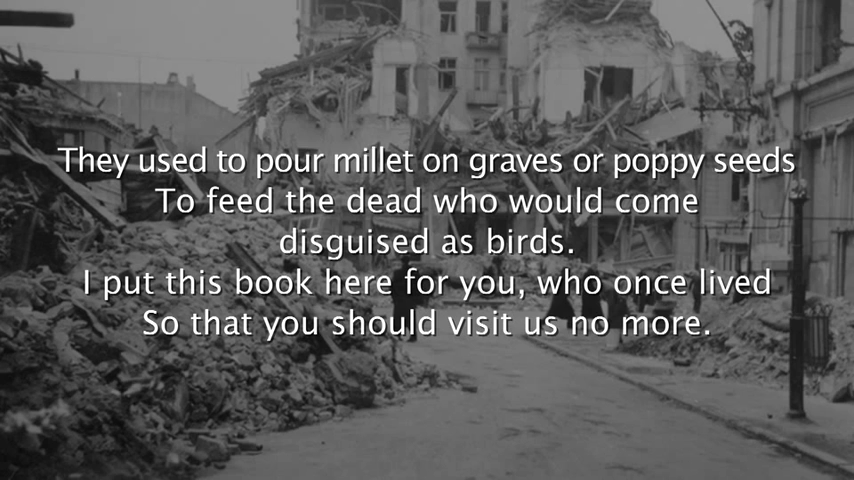 They used to pour millet on graves or poppy seeds
To feed the dead who would come
disguised as birds.
I put this book here for you, who once lived
So that you should visit us no more.